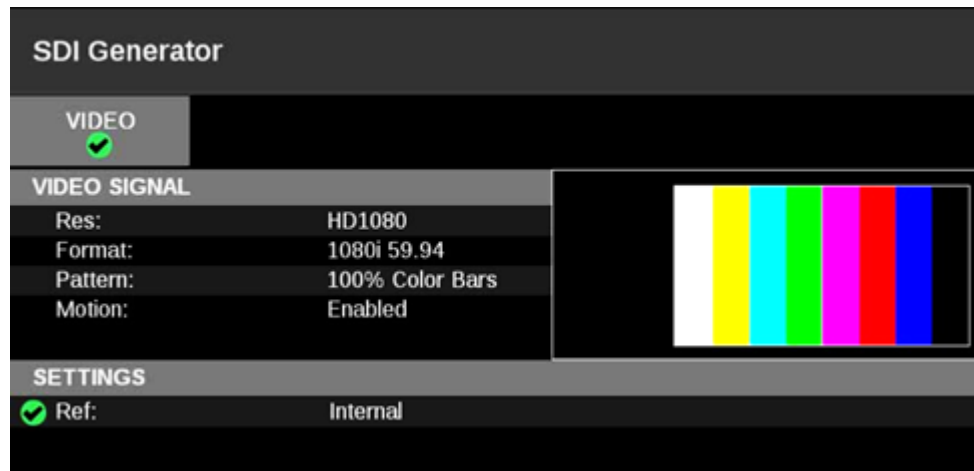 SDI Generator
VIDEO
VIDEO SIGNAL
Res: HD1080
Format: 1080i 59.94
Pattern: 100% Color Bars
Motion: Enabled
SETTINGS
Ref: Internal